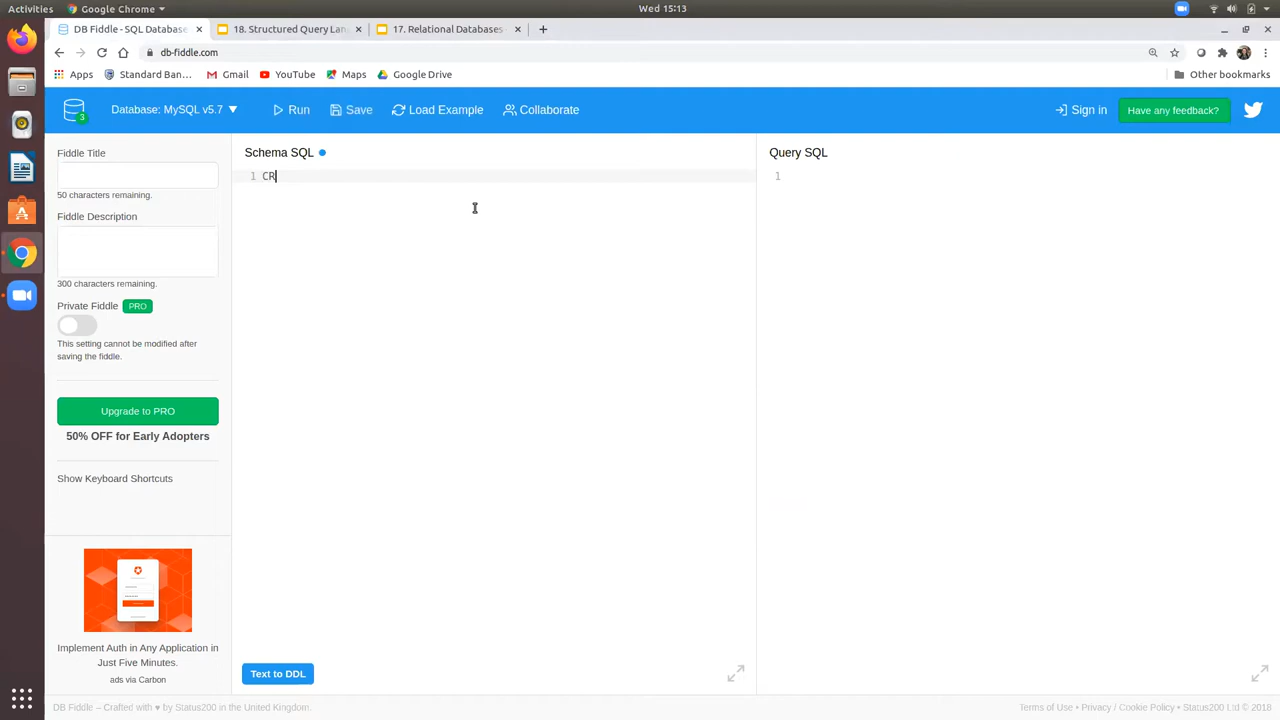 Activities
Google Chrome
Wed 15:13
DB Fiddle - SQL Database
18. Structured Query Lan
17. Relational Databases
db-fiddle.com
Apps
Standard Ban...
Gmail
YouTube
Maps
Google Drive
Other bookmarks
3
Database: MySQL v5.7
Run
Save
Load Example
Collaborate
Sign in
Have any feedback?
Fiddle Title
50 characters remaining.
Fiddle Description
300 characters remaining.
Private Fiddle PRO
This setting cannot be modified after
saving the fiddle.
Upgrade to PRO
50% OFF for Early Adopters
Show Keyboard Shortcuts
Implement Auth in Any Application in
Just Five Minutes.
ads via Carbon
Schema SQL
1 CR
Text to DDL
Query SQL
1
DB Fiddle – Crafted with ♥ by Status200 in the United Kingdom.
Terms of Use • Privacy / Cookie Policy • Status200 Ltd © 2018